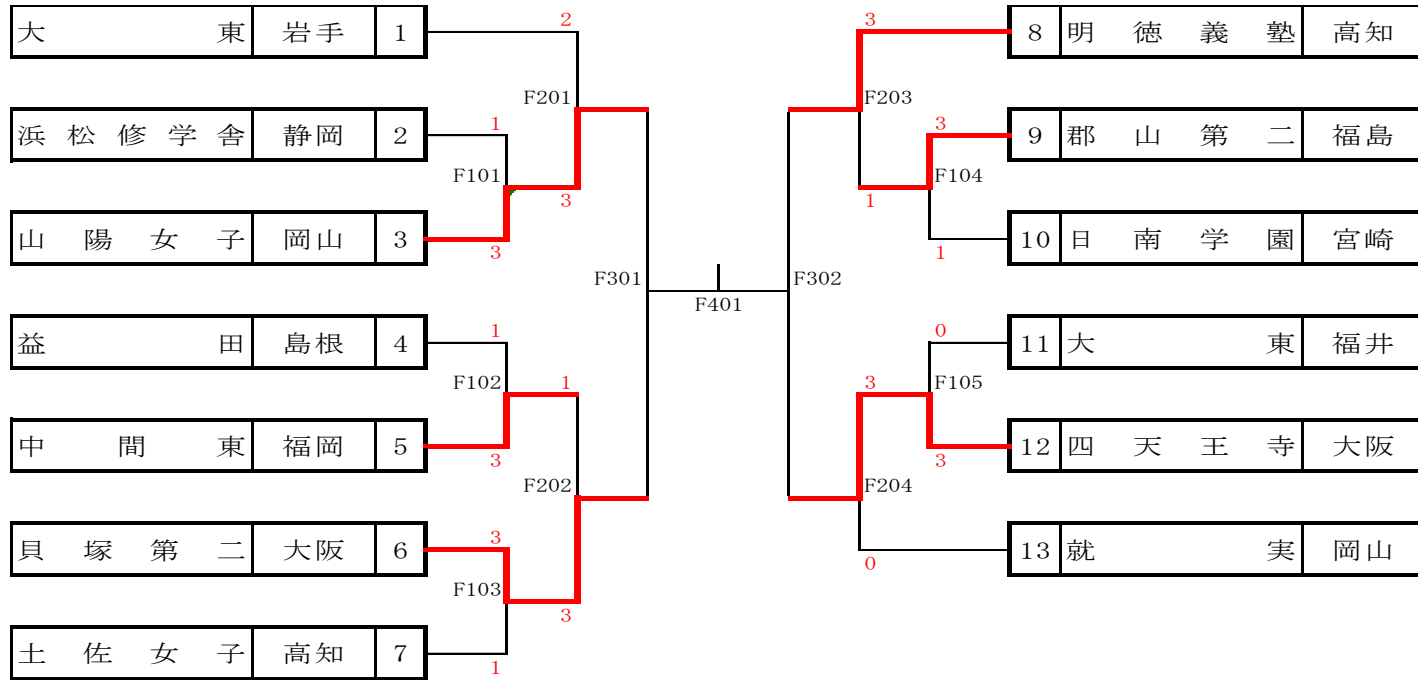 2
3
大東 岩手 1
8 明徳義塾 高知
F201
F203
1
3
浜松修学舎 静岡 2
9 郡山第二 福島
F101
F104
3
1
山陽女子 岡山 3
10 日南学園 宮崎
3
1
F301
F302
F401
1
0
益田 島根 4
11 大東 福井
F102
1
3
F105
中間東 福岡 5
12 四天王寺 大阪
3
3
F202
F204
3
貝塚第二 大阪 6
13 就実 岡山
0
F103
3
土佐女子 高知 7
1